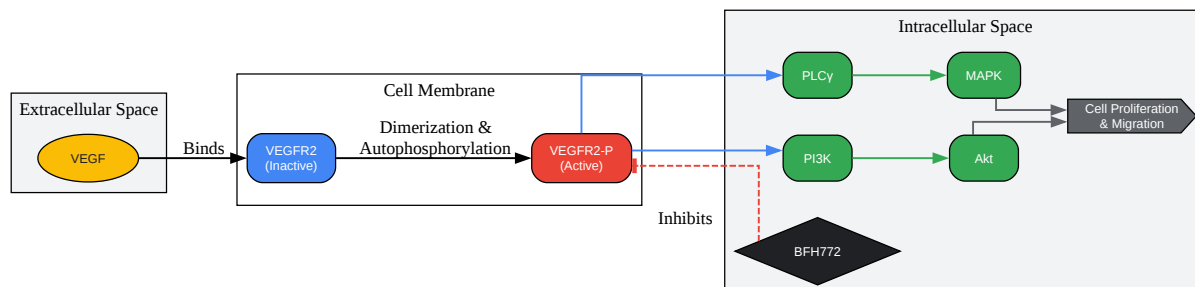 Extracellular Space
VEGF
Binds
Cell Membrane
VEGFR2
(Inactive)
Dimerization &
Autophosphorylation
VEGFR2-P
(Active)
Inhibits
Intracellular Space
PLCγ
MAPK
PI3K
Akt
Cell Proliferation
& Migration
BFH772